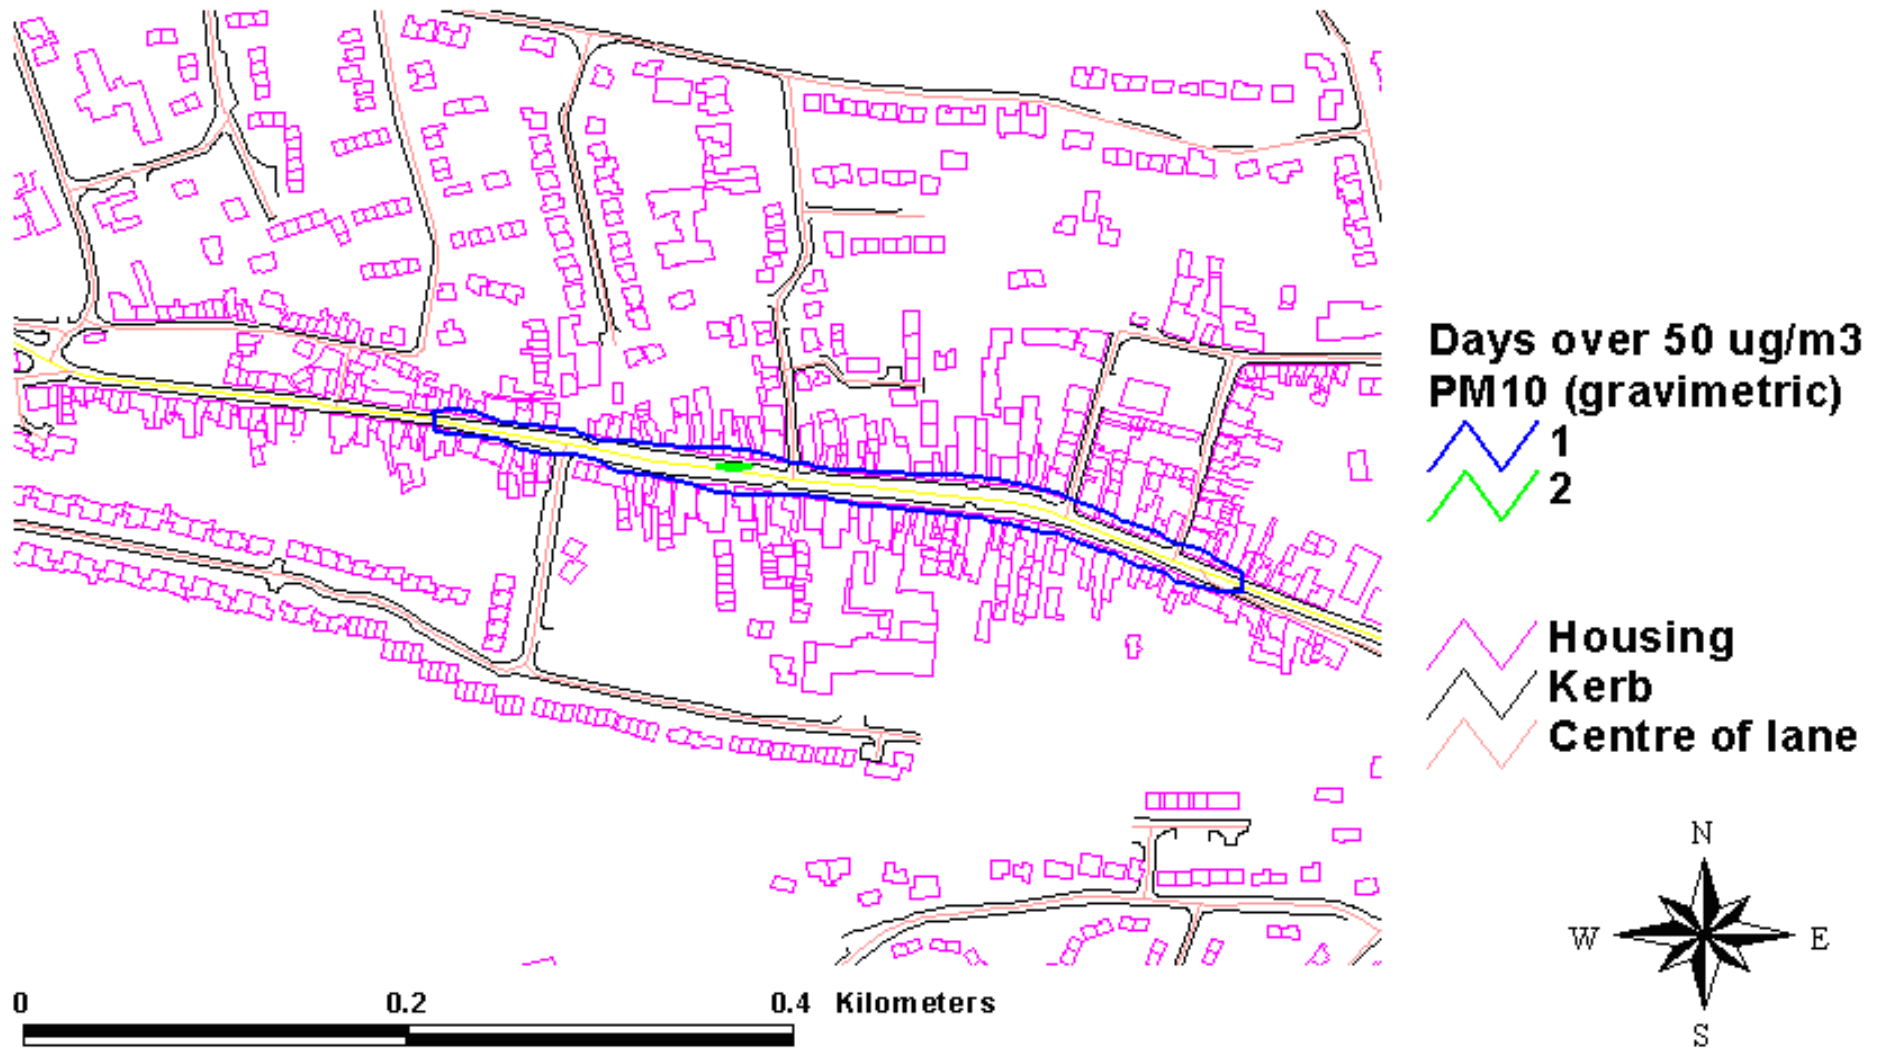 Days over 50 ug/m3
PM10 (gravimetric)
1
2
Housing
Kerb
Centre of lane
N
W E
S
0 0.2 0.4 Kilometers